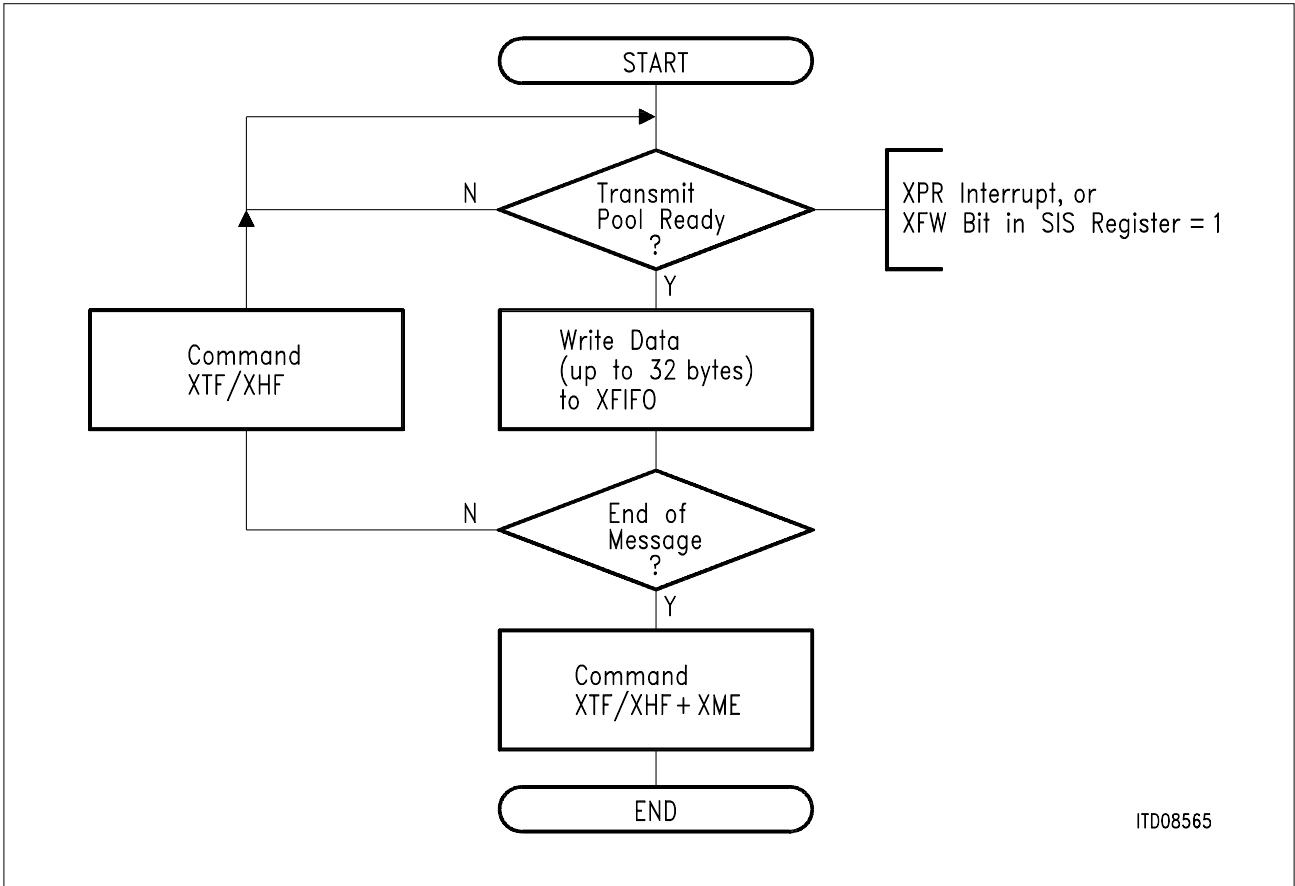 START
N
Transmit
Pool Ready
?
XPR Interrupt, or
XFW Bit in SIS Register = 1
Y
Command
XTF/XHF
Write Data
(up to 32 bytes)
to XFIFO
N
End of
Message
?
Y
Command
XTF/XHF + XME
END
ITD08565